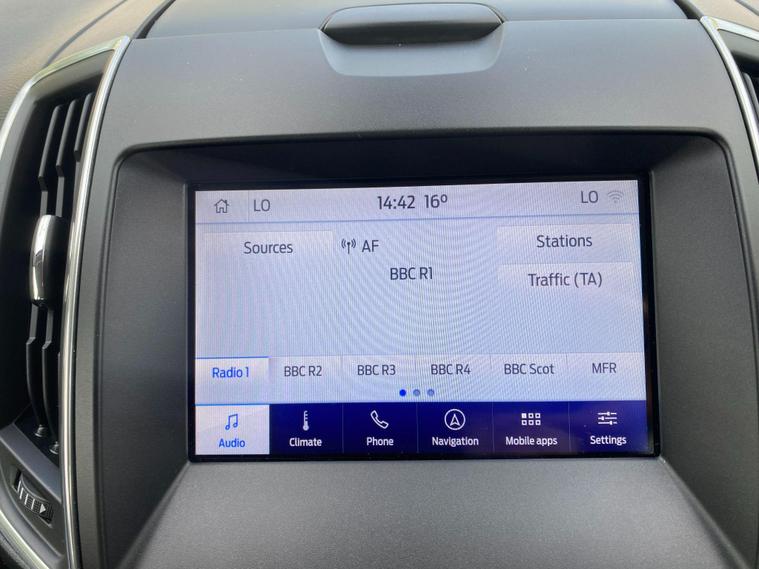 LO 14:42 16° LO
Sources AF Stations
BBC R1
Traffic (TA)
Radio 1 BBC R2 BBC R3 BBC R4 BBC Scot MFR
Audio Climate Phone Navigation Mobile apps Settings